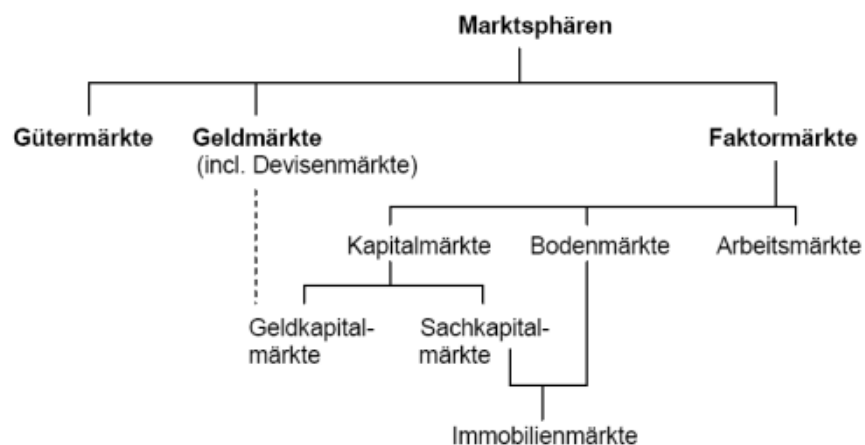 Marktsphären
Gütermärkte Geldmärkte Faktormärkte
(incl. Devisenmärkte)
Kapitalmärkte Bodenmärkte Arbeitsmärkte
Geldkapital- Sachkapital-
märkte märkte
Immobilienmärkte